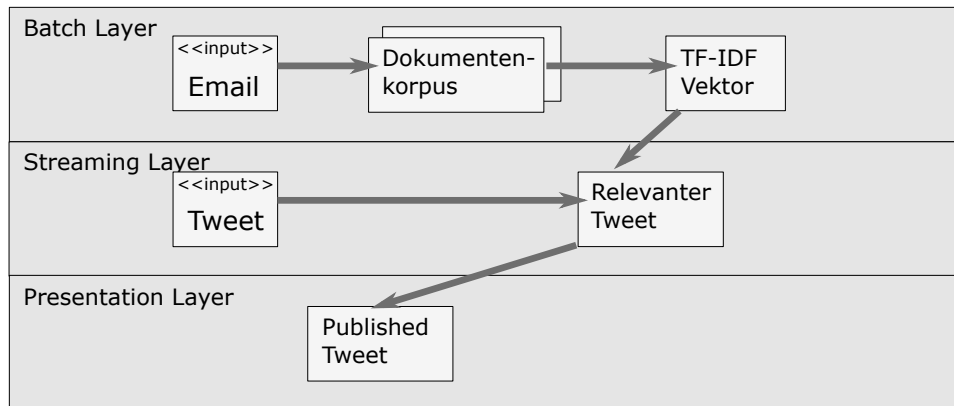 Batch Layer
<<input>>
Email
Dokumenten-
korpus
TF-IDF
Vektor
Streaming Layer
<<input>>
Tweet
Relevanter
Tweet
Presentation Layer
Published
Tweet